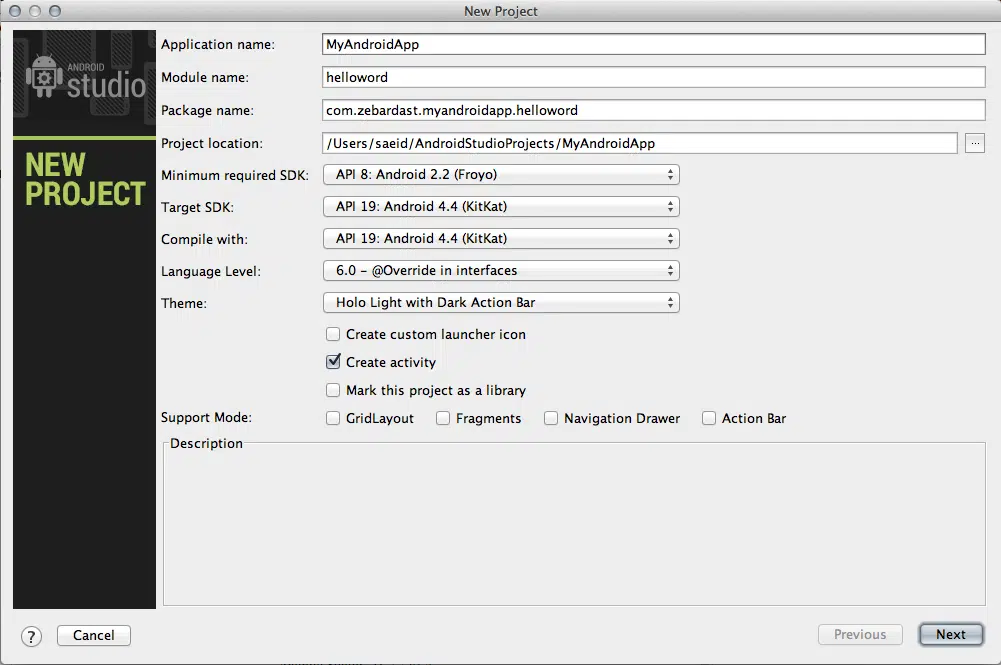 New Project
ANDROID
studio
NEW
PROJECT
Application name: MyAndroidApp
Module name: helloword
Package name: com.zebardast.myandroidapp.helloword
Project location: /Users/saeid/AndroidStudioProjects/MyAndroidApp ...
Minimum required SDK: API 8: Android 2.2 (Froyo)
Target SDK: API 19: Android 4.4 (KitKat)
Compile with: API 19: Android 4.4 (KitKat)
Language Level: 6.0 – @Override in interfaces
Theme: Holo Light with Dark Action Bar
Create custom launcher icon
Create activity
Mark this project as a library
Support Mode: GridLayout Fragments Navigation Drawer Action Bar
Description
? Cancel Previous Next